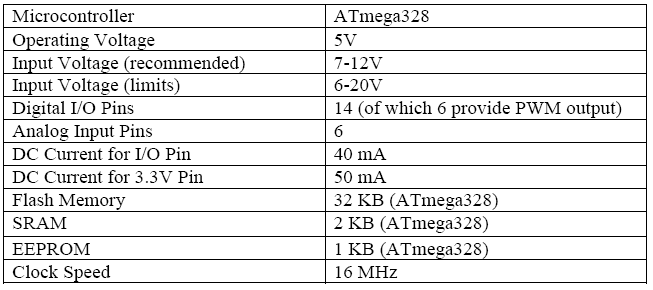 Microcontroller ATmega328
Operating Voltage 5V
Input Voltage (recommended) 7-12V
Input Voltage (limits) 6-20V
Digital I/O Pins 14 (of which 6 provide PWM output)
Analog Input Pins 6
DC Current for I/O Pin 40 mA
DC Current for 3.3V Pin 50 mA
Flash Memory 32 KB (ATmega328)
SRAM 2 KB (ATmega328)
EEPROM 1 KB (ATmega328)
Clock Speed 16 MHz